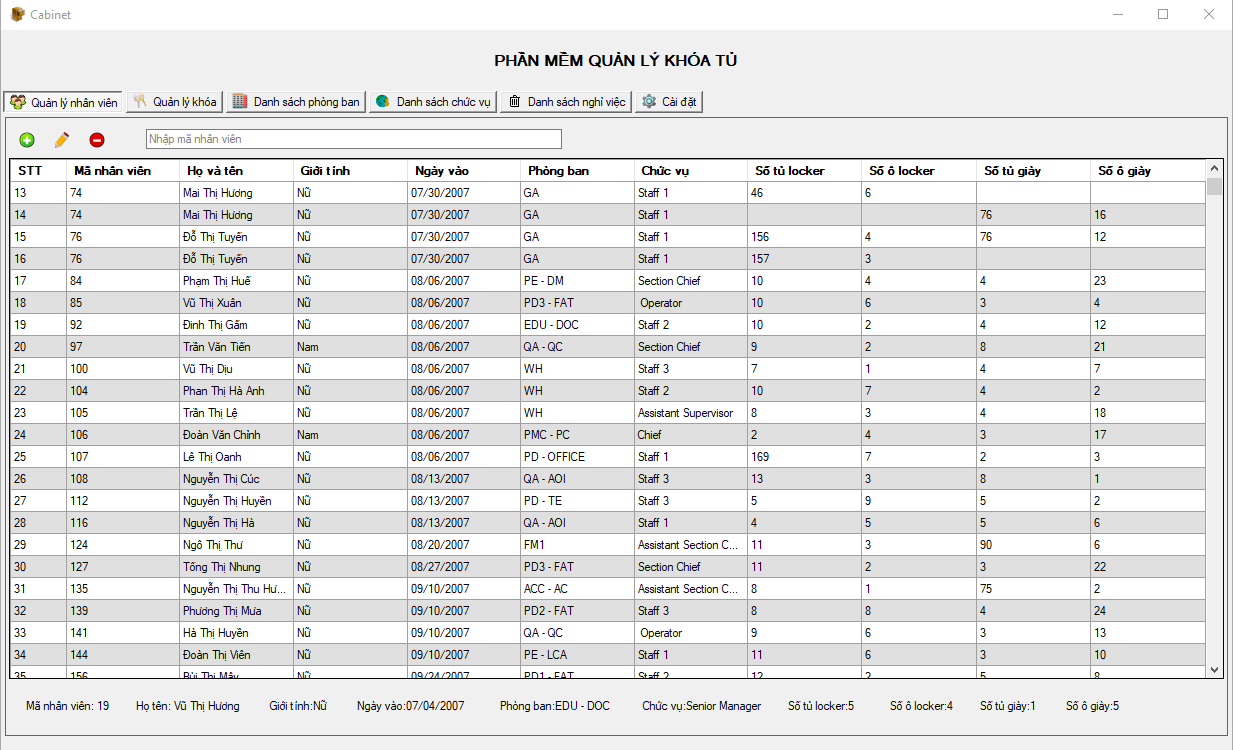 Cabinet
PHẦN MỀM QUẢN LÝ KHÓA TỦ
Quản lý nhân viên Quản lý khóa Danh sách phòng ban Danh sách chức vụ Danh sách nghỉ việc Cài đặt
Nhập mã nhân viên
STT Mã nhân viên Họ và tên Giới tính Ngày vào Phòng ban Chức vụ Số tủ locker Số ô locker Số tủ giày Số ô giày
13 74 Mai Thị Hương Nữ 07/30/2007 GA Staff 1 46 6
14 74 Mai Thị Hương Nữ 07/30/2007 GA Staff 1 76 16
15 76 Đỗ Thị Tuyến Nữ 07/30/2007 GA Staff 1 156 4 76 12
16 76 Đỗ Thị Tuyến Nữ 07/30/2007 GA Staff 1 157 3
17 84 Phạm Thị Huế Nữ 08/06/2007 PE - DM Section Chief 10 4 4 23
18 85 Vũ Thị Xuân Nữ 08/06/2007 PD3 - FAT Operator 10 6 3 4
19 92 Đinh Thị Gấm Nữ 08/06/2007 EDU - DOC Staff 2 10 2 4 12
20 97 Trần Văn Tiến Nam 08/06/2007 QA - QC Section Chief 9 2 8 21
21 100 Vũ Thị Dịu Nữ 08/06/2007 WH Staff 3 7 1 4 7
22 104 Phan Thị Hà Anh Nữ 08/06/2007 WH Staff 2 10 7 4 2
23 105 Trần Thị Lệ Nữ 08/06/2007 WH Assistant Supervisor 8 3 4 18
24 106 Đoàn Văn Chỉnh Nam 08/06/2007 PMC - PC Chief 2 4 3 17
25 107 Lê Thị Oanh Nữ 08/06/2007 PD - OFFICE Staff 1 169 7 2 3
26 108 Nguyễn Thị Cúc Nữ 08/13/2007 QA - AOI Staff 3 13 3 8 1
27 112 Nguyễn Thị Huyền Nữ 08/13/2007 PD - TE Staff 3 5 9 5 2
28 116 Nguyễn Thị Hà Nữ 08/13/2007 QA - AOI Staff 1 4 5 5 6
29 124 Ngô Thị Thư Nữ 08/20/2007 FM1 Assistant Section C... 11 3 90 6
30 127 Tống Thị Nhung Nữ 08/27/2007 PD3 - FAT Section Chief 11 2 3 22
31 135 Nguyễn Thị Thu Hư... Nữ 09/10/2007 ACC - AC Assistant Section C... 8 1 75 2
32 139 Phương Thị Mưa Nữ 09/10/2007 PD2 - FAT Staff 3 8 8 4 24
33 141 Hà Thị Huyền Nữ 09/10/2007 QA - QC Operator 9 6 3 13
34 144 Đoàn Thị Viên Nữ 09/10/2007 PE - LCA Staff 1 11 6 3 10
35 156 Bùi Thị Mây Nữ 09/24/2007 PD1 - FAT Staff 2 12 2 5 8
Mã nhân viên: 19 Họ tên: Vũ Thị Hương Giới tính:Nữ Ngày vào:07/04/2007 Phòng ban:EDU - DOC Chức vụ:Senior Manager Số tủ locker:5 Số ô locker:4 Số tủ giày:1 Số ô giày:5